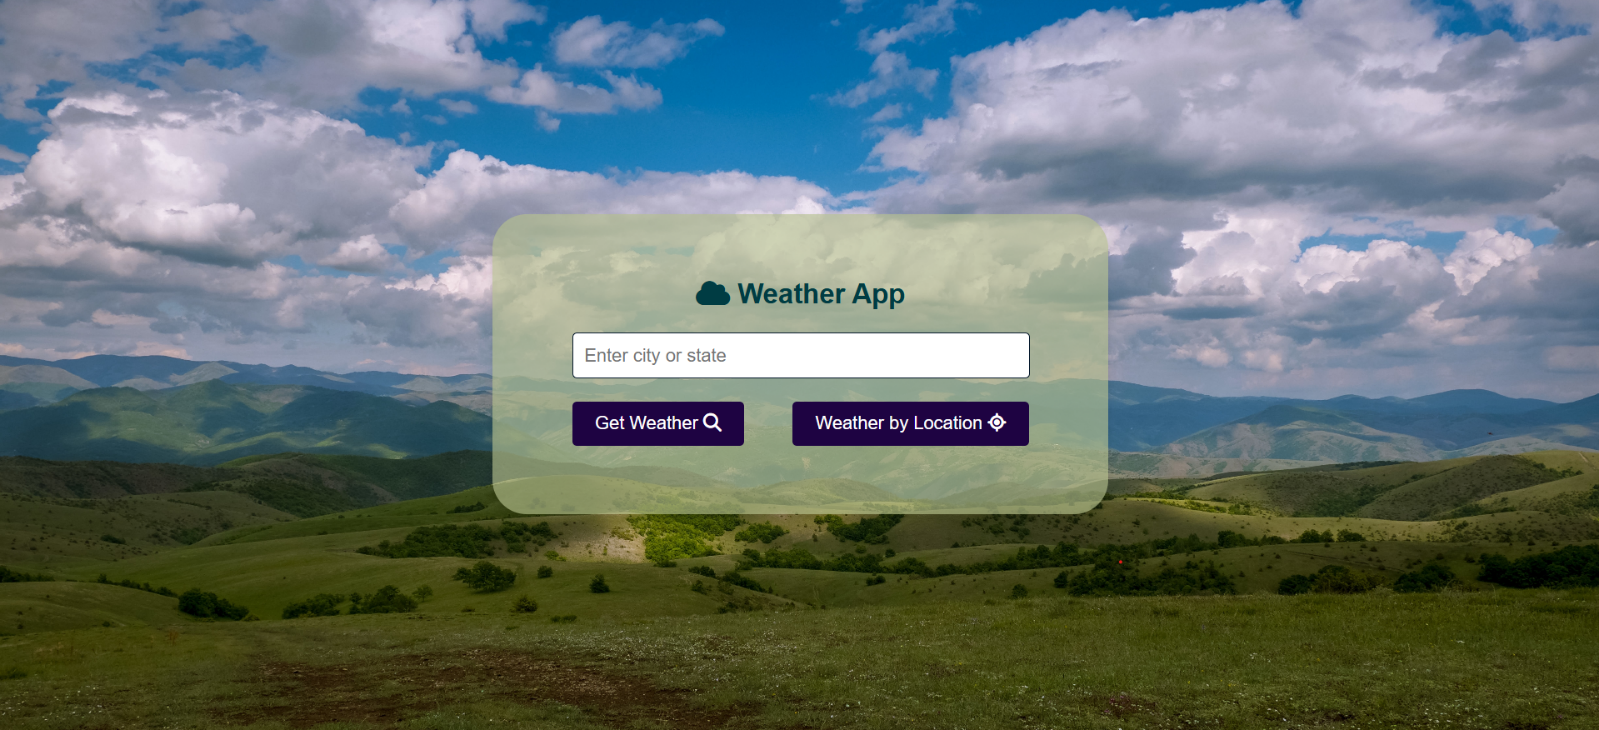 Weather App
Enter city or state
Get Weather
Weather by Location